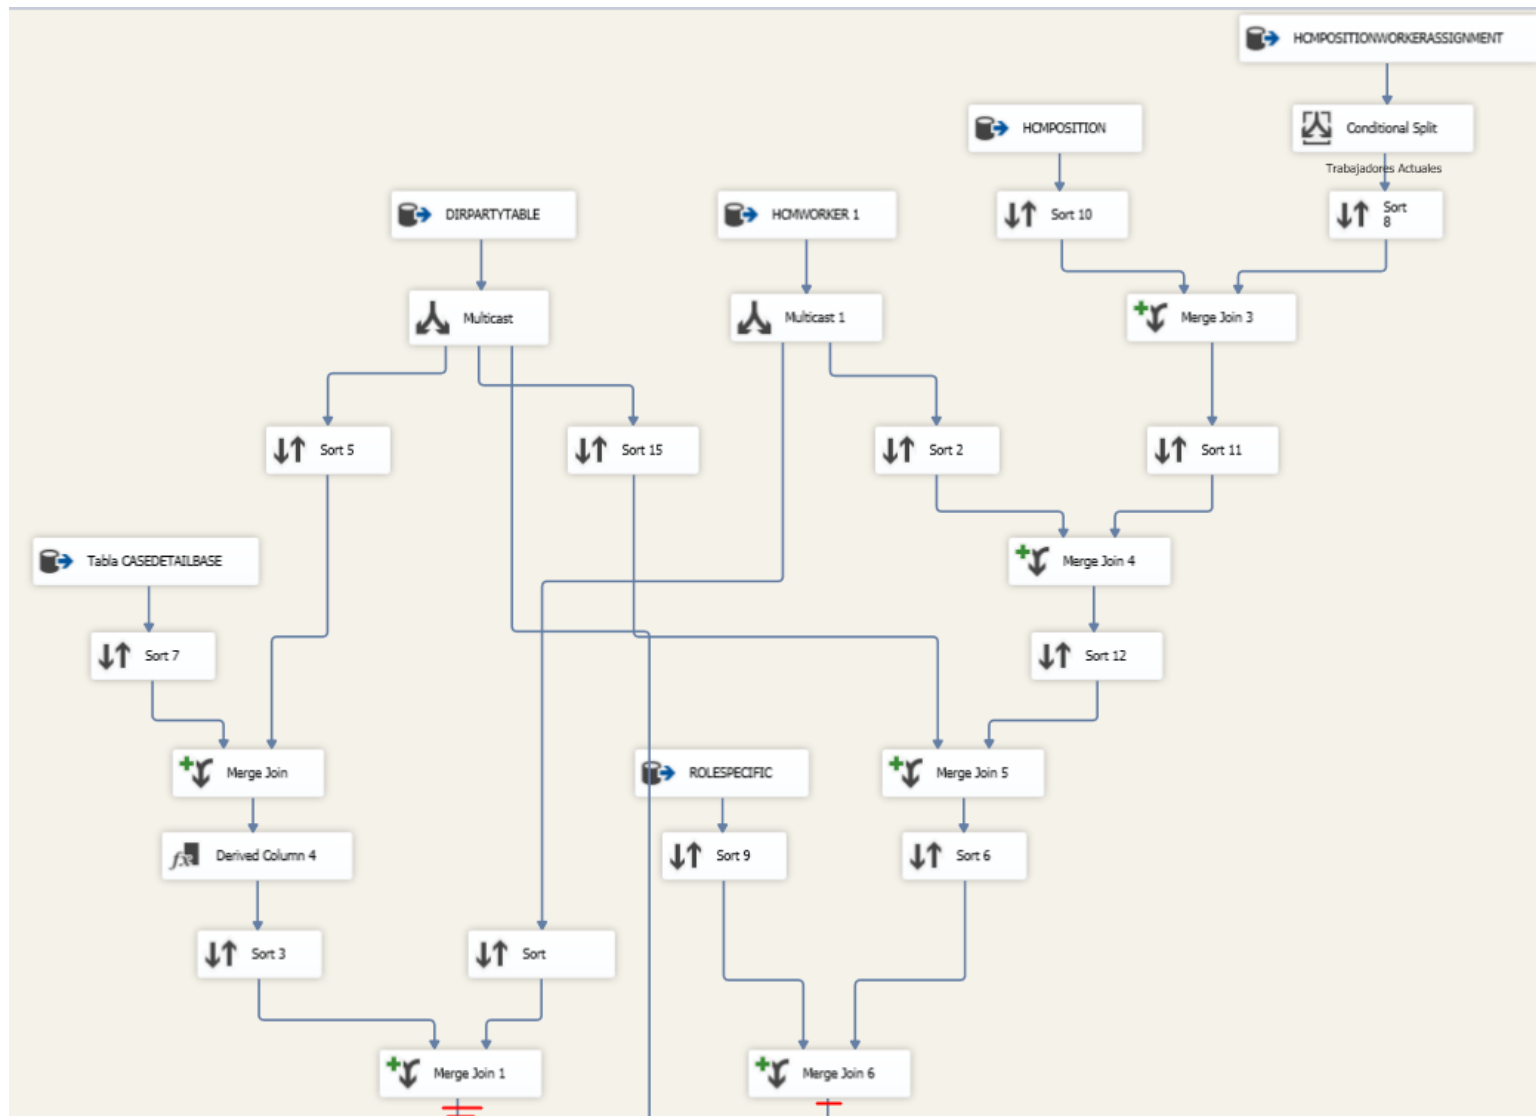 HCMPOSITIONWORKERASSIGNMENT
HCMPOSITION
Conditional Split
Trabajadores Actuales
DIRPARTYTABLE
HCMWORKER 1
Sort 10
Sort
8
Multicast
Multicast 1
Merge Join 3
Sort 5
Sort 15
Sort 2
Sort 11
Tabla CASEDETAILBASE
Merge Join 4
Sort 7
Sort 12
Merge Join
ROLESPECIFIC
Merge Join 5
Derived Column 4
Sort 9
Sort 6
Sort 3
Sort
Merge Join 1
Merge Join 6